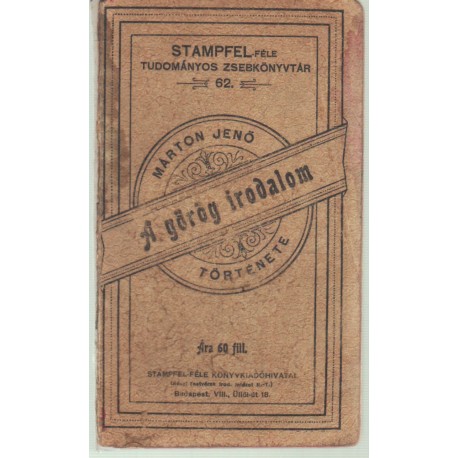 STAMPFEL-FÉLE
TUDOMÁNYOS ZSEBKÖNYVTÁR
62.
MÁRTON JENŐ
A görög irodalom
TÖRTÉNETE
Ára 60 fill.
STAMPFEL-FÉLE KÖNYVKIADÓHIVATAL
Budapest, VIII., Üllői-út 18.